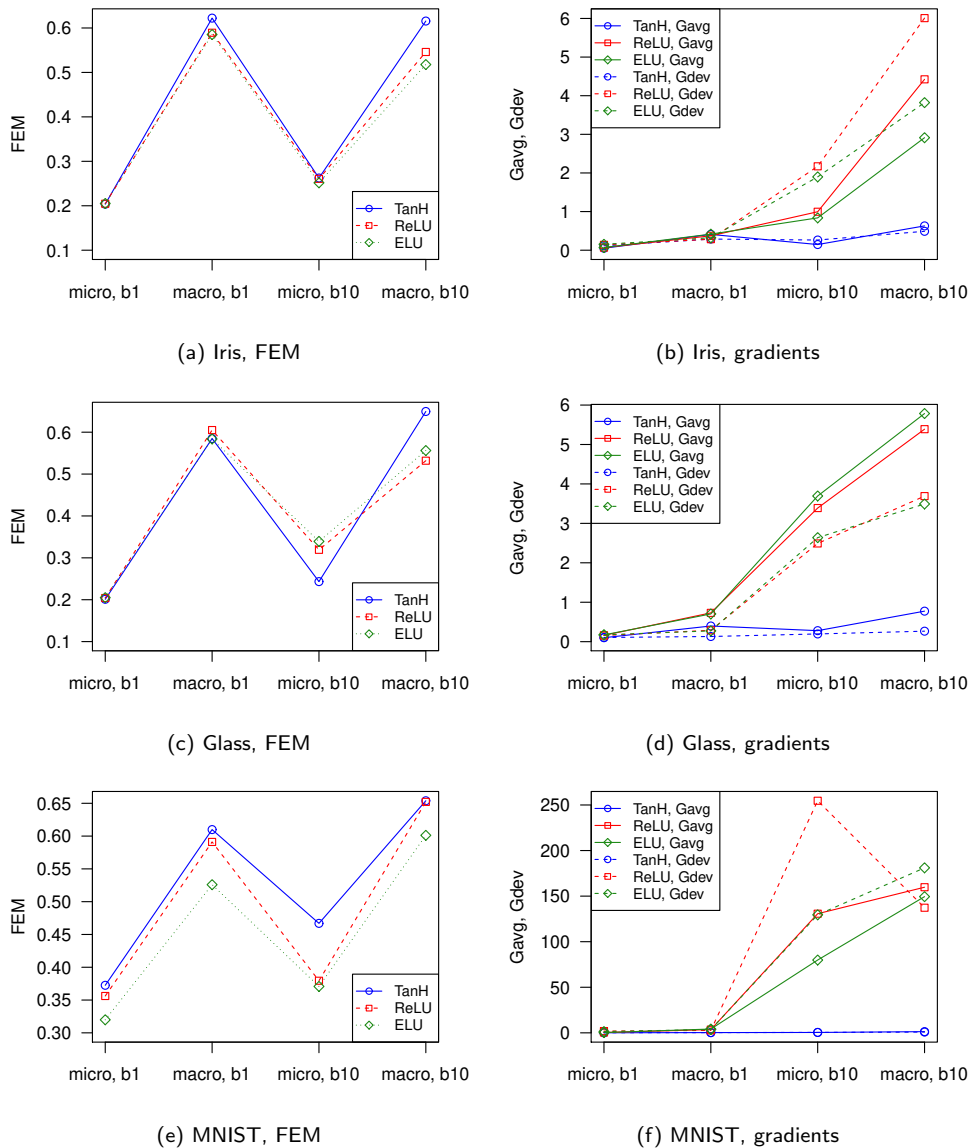 FEM
0.6
0.5
0.4
0.3
0.2
0.1
TanH
ReLU
ELU
micro, b1 macro, b1 micro, b10 macro, b10
(a) Iris, FEM
Gavg, Gdev
6
5
4
3
2
1
0
TanH, Gavg
ReLU, Gavg
ELU, Gavg
TanH, Gdev
ReLU, Gdev
ELU, Gdev
micro, b1 macro, b1 micro, b10 macro, b10
(b) Iris, gradients
FEM
0.6
0.5
0.4
0.3
0.2
0.1
TanH
ReLU
ELU
micro, b1 macro, b1 micro, b10 macro, b10
(c) Glass, FEM
Gavg, Gdev
6
5
4
3
2
1
0
TanH, Gavg
ReLU, Gavg
ELU, Gavg
TanH, Gdev
ReLU, Gdev
ELU, Gdev
micro, b1 macro, b1 micro, b10 macro, b10
(d) Glass, gradients
FEM
0.65
0.60
0.55
0.50
0.45
0.40
0.35
0.30
TanH
ReLU
ELU
micro, b1 macro, b1 micro, b10 macro, b10
(e) MNIST, FEM
Gavg, Gdev
250
200
150
100
50
0
TanH, Gavg
ReLU, Gavg
ELU, Gavg
TanH, Gdev
ReLU, Gdev
ELU, Gdev
micro, b1 macro, b1 micro, b10 macro, b10
(f) MNIST, gradients